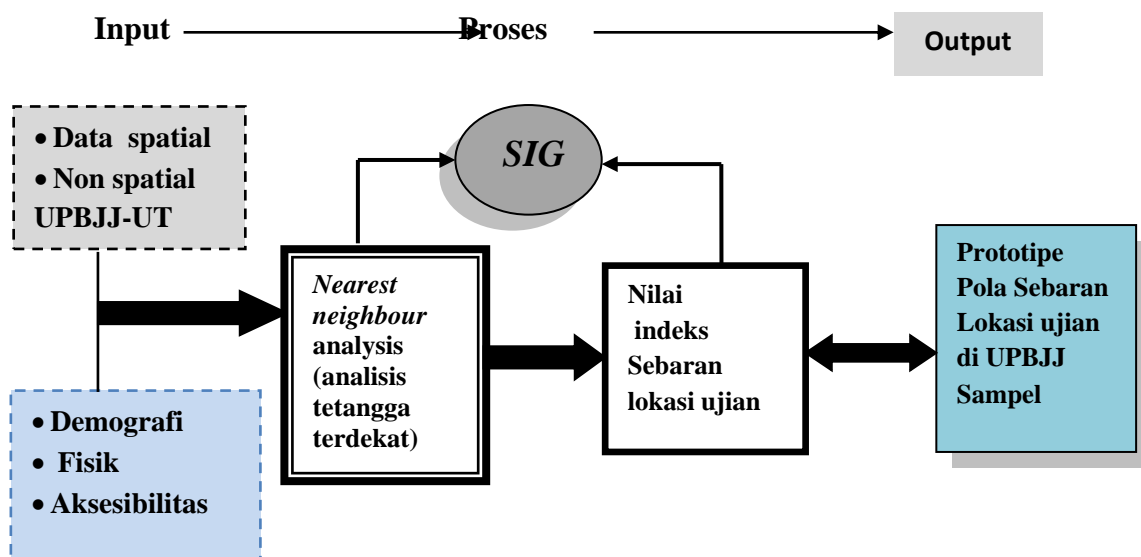 Input
Proses
Output
• Data spatial
• Non spatial
UPBJJ-UT
SIG
Nearest
neighbour
analysis
(analisis
tetangga
terdekat)
Nilai
indeks
Sebaran
lokasi ujian
Prototipe
Pola Sebaran
Lokasi ujian
di UPBJJ
Sampel
• Demografi
• Fisik
• Aksesibilitas